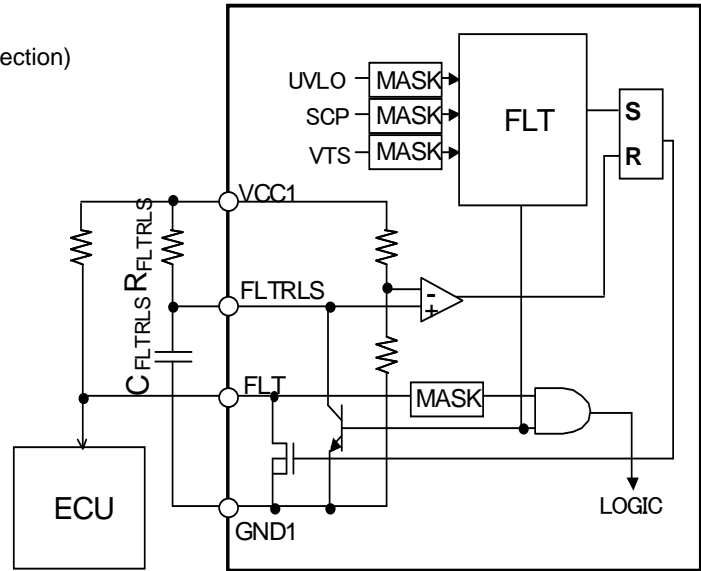 ection)
UVLO
MASK
SCP
MASK
VTS
MASK
FLT
S
R
VCC1
RFLTRLS
CFLTRLS
FLTRLS
-
+
FLT
MASK
ECU
GND1
LOGIC